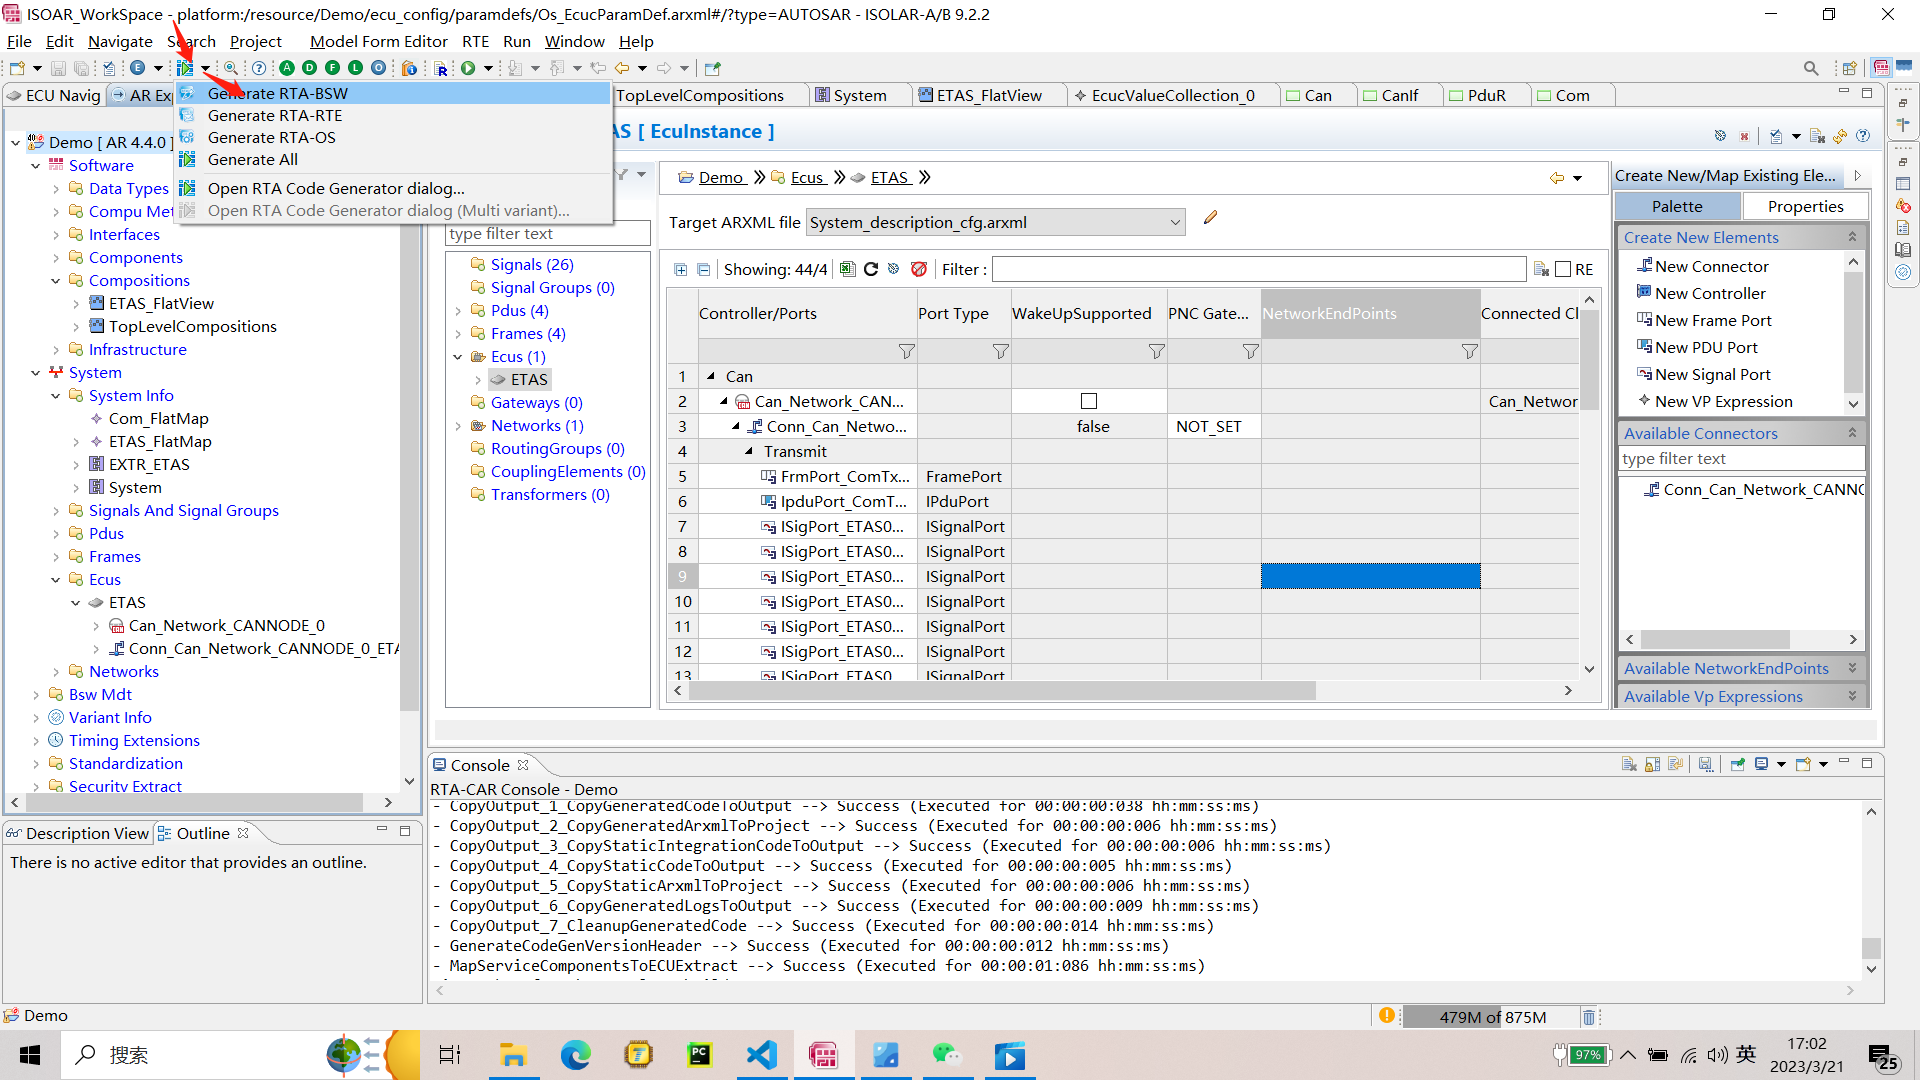 ISOAR_WorkSpace - platform:/resource/Demo/ecu_config/paramdefs/Os_EcucParamDef.arxml#/?type=AUTOSAR - ISOLAR-A/B 9.2.2
File Edit Navigate Search Project Model Form Editor RTE Run Window Help
ECU Navig
AR Exp
TopLevelCompositions
System
ETAS_FlatView
EcucValueCollection_0
Can
CanIf
PduR
Com
Generate RTA-BSW
Generate RTA-RTE
Generate RTA-OS
Generate All
Open RTA Code Generator dialog...
Open RTA Code Generator dialog (Multi variant)...
Demo [ AR 4.4.0 ]
Software
Data Types
Compu Met
Interfaces
Components
Compositions
ETAS_FlatView
TopLevelCompositions
Infrastructure
System
System Info
Com_FlatMap
ETAS_FlatMap
EXTR_ETAS
System
Signals And Signal Groups
Pdus
Frames
Ecus
ETAS
Can_Network_CANNODE_0
Conn_Can_Network_CANNODE_0_ETA
Networks
Bsw Mdt
Variant Info
Timing Extensions
Standardization
Security Extract
AS [ EcuInstance ]
type filter text
Signals (26)
Signal Groups (0)
Pdus (4)
Frames (4)
Ecus (1)
ETAS
Gateways (0)
Networks (1)
RoutingGroups (0)
CouplingElements (0)
Transformers (0)
Demo Ecus ETAS
Target ARXML file System_description_cfg.arxml
Showing: 44/4 Filter : RE
Controller/Ports Port Type WakeUpSupported PNC Gate... NetworkEndPoints Connected Cl
1 Can
2 Can_Network_CAN... Can_Networ
3 Conn_Can_Netwo... false NOT_SET
4 Transmit
5 FrmPort_ComTx... FramePort
6 IpduPort_ComT... IPduPort
7 ISigPort_ETAS0... ISignalPort
8 ISigPort_ETAS0... ISignalPort
9 ISigPort_ETAS0... ISignalPort
10 ISigPort_ETAS0... ISignalPort
11 ISigPort_ETAS0... ISignalPort
12 ISigPort_ETAS0... ISignalPort
13 ISigPort_ETAS0 ISignalPort
Create New/Map Existing Ele...
Palette Properties
Create New Elements
New Connector
New Controller
New Frame Port
New PDU Port
New Signal Port
New VP Expression
Available Connectors
type filter text
Conn_Can_Network_CANNO
Available NetworkEndPoints
Available Vp Expressions
Description View Outline
There is no active editor that provides an outline.
Console
RTA-CAR Console - Demo
- CopyOutput_1_CopyGeneratedCodeToOutput --> Success (Executed for 00:00:00:038 hh:mm:ss:ms)
- CopyOutput_2_CopyGeneratedArxmlToProject --> Success (Executed for 00:00:00:006 hh:mm:ss:ms)
- CopyOutput_3_CopyStaticIntegrationCodeToOutput --> Success (Executed for 00:00:00:006 hh:mm:ss:ms)
- CopyOutput_4_CopyStaticCodeToOutput --> Success (Executed for 00:00:00:005 hh:mm:ss:ms)
- CopyOutput_5_CopyStaticArxmlToProject --> Success (Executed for 00:00:00:006 hh:mm:ss:ms)
- CopyOutput_6_CopyGeneratedLogsToOutput --> Success (Executed for 00:00:00:009 hh:mm:ss:ms)
- CopyOutput_7_CleanupGeneratedCode --> Success (Executed for 00:00:00:014 hh:mm:ss:ms)
- GenerateCodeGenVersionHeader --> Success (Executed for 00:00:00:012 hh:mm:ss:ms)
- MapServiceComponentsToECUExtract --> Success (Executed for 00:00:01:086 hh:mm:ss:ms)
Demo
479M of 875M
搜索
97%
英
17:02
2023/3/21
25